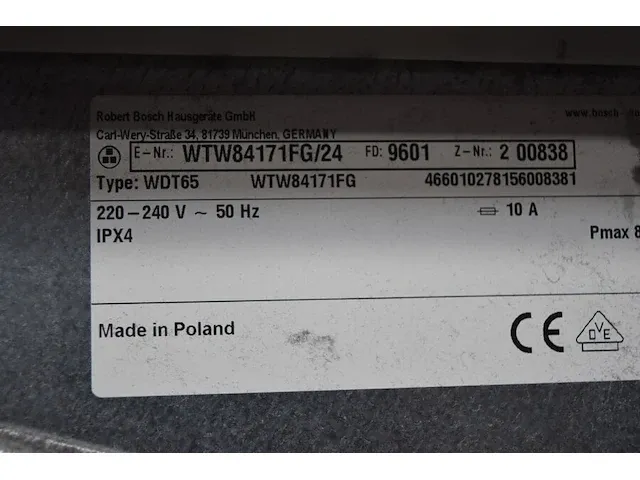 Robert Bosch Hausgeräte GmbH
Carl-Wery-Straße 34, 81739 München, GERMANY
E-Nr.: WTW84171FG/24 FD: 9601 Z-Nr.: 2 00838
Type: WDT65 WTW84171FG 466010278156008381
220-240 V ~ 50 Hz 10 A
IPX4 Pmax 8
Made in Poland CE DVE